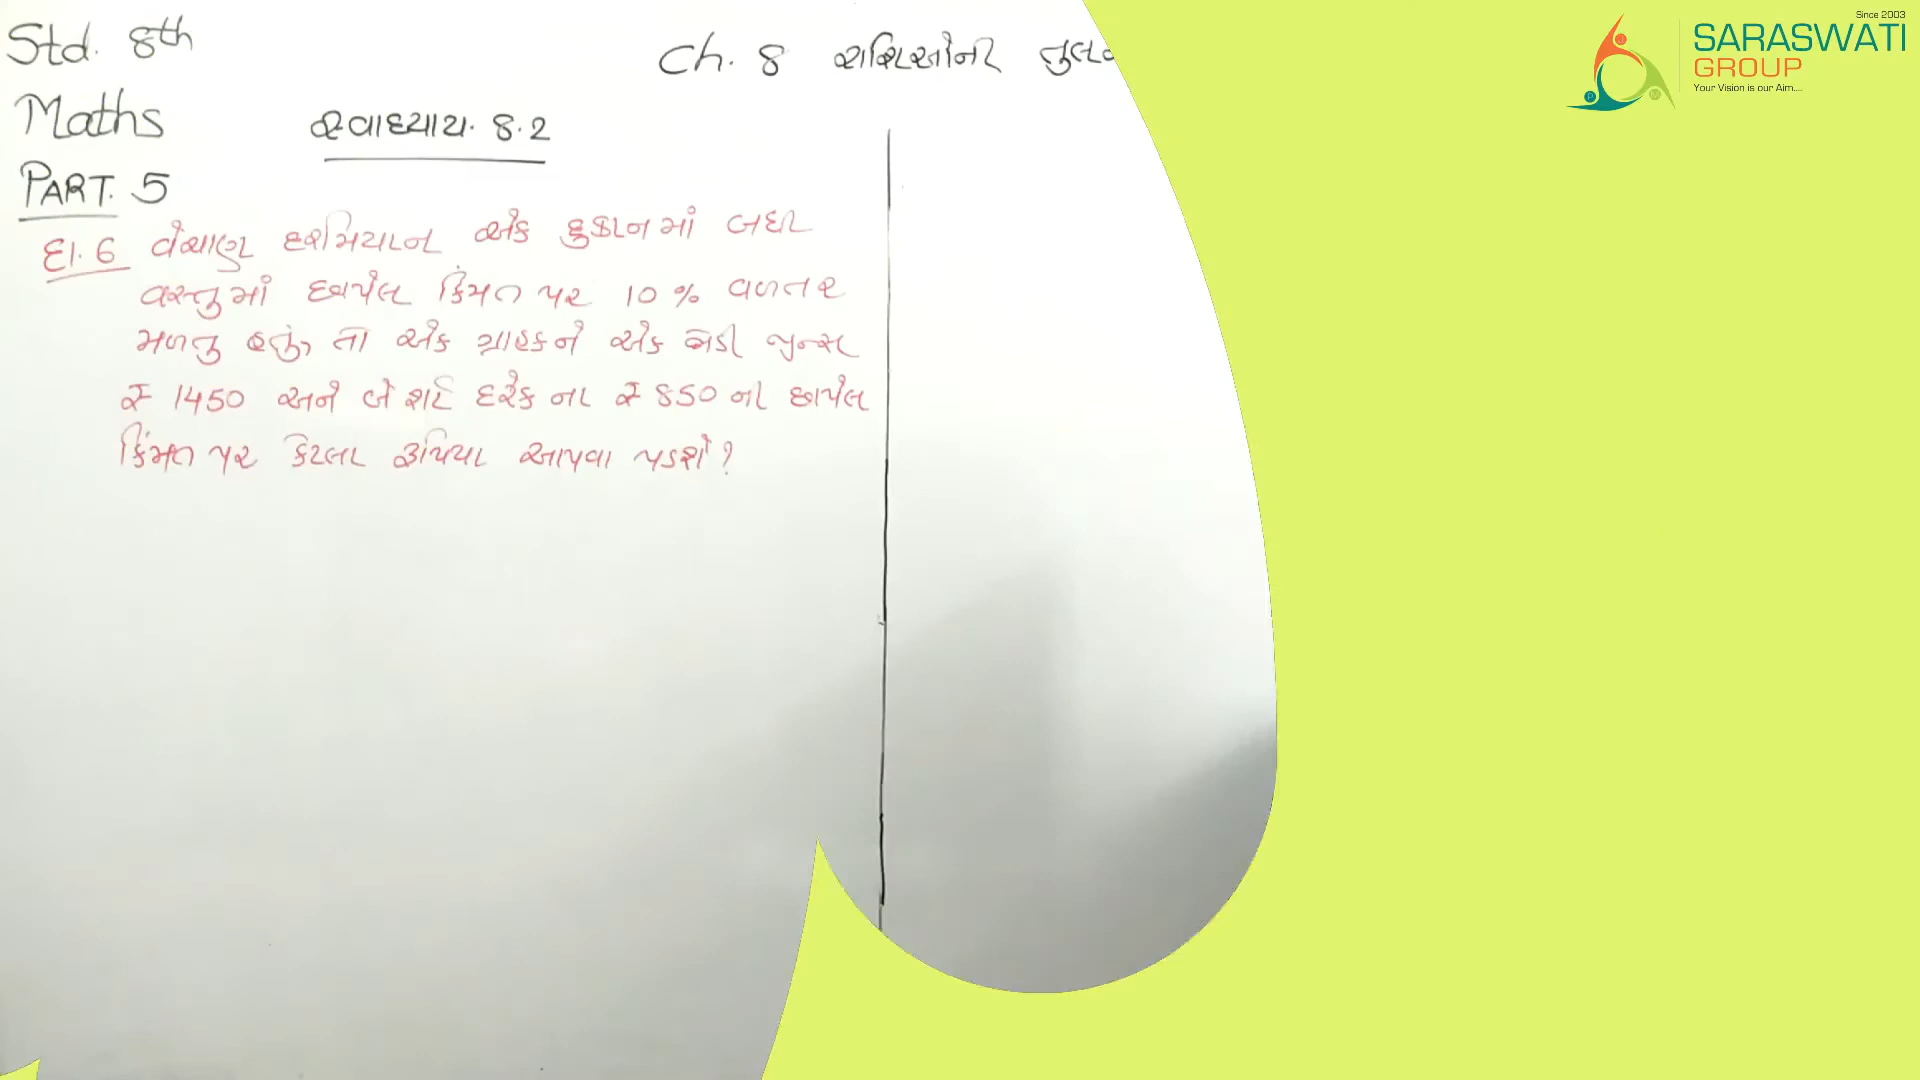 Std. 8th
Ch. 8 રાશિઓની
Maths
સ્વાધ્યાય. 8.2
PART. 5
દા.6 વેચાણ દરમિયાન એક દુકાનમાં બધી
વસ્તુમાં છાપેલ કિંમત પર 10% વળતર
મળતુ હતું, તો એક ગ્રાહકને એક જોડી જીન્સ
₹ 1450 અને બે શર્ટ દરેક ના ₹ 850 ની છાપેલ
કિંમત પર કેટલા રૂપિયા આપવા પડશે?
Since 2003
SARASWATI
GROUP
Your Vision is our Aim....
P
M